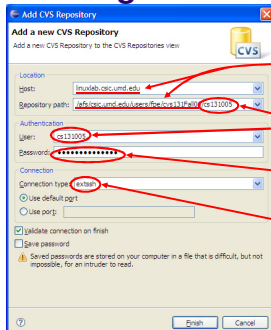 Add CVS Repository
Add a new CVS Repository
Add a new CVS Repository to the CVS Repositories view
CVS
Location
Host: linuxlab.csic.umd.edu
Repository path: /afs/csic.umd.edu/users/fpe/cvs131Fall0 cs131005
Authentication
User: cs131005
Password:
Connection
Connection type: extssh
Use default port
Use port:
Validate connection on finish
Save password
Saved passwords are stored on your computer in a file that is difficult, but not
impossible, for an intruder to read.
?
Finish Cancel